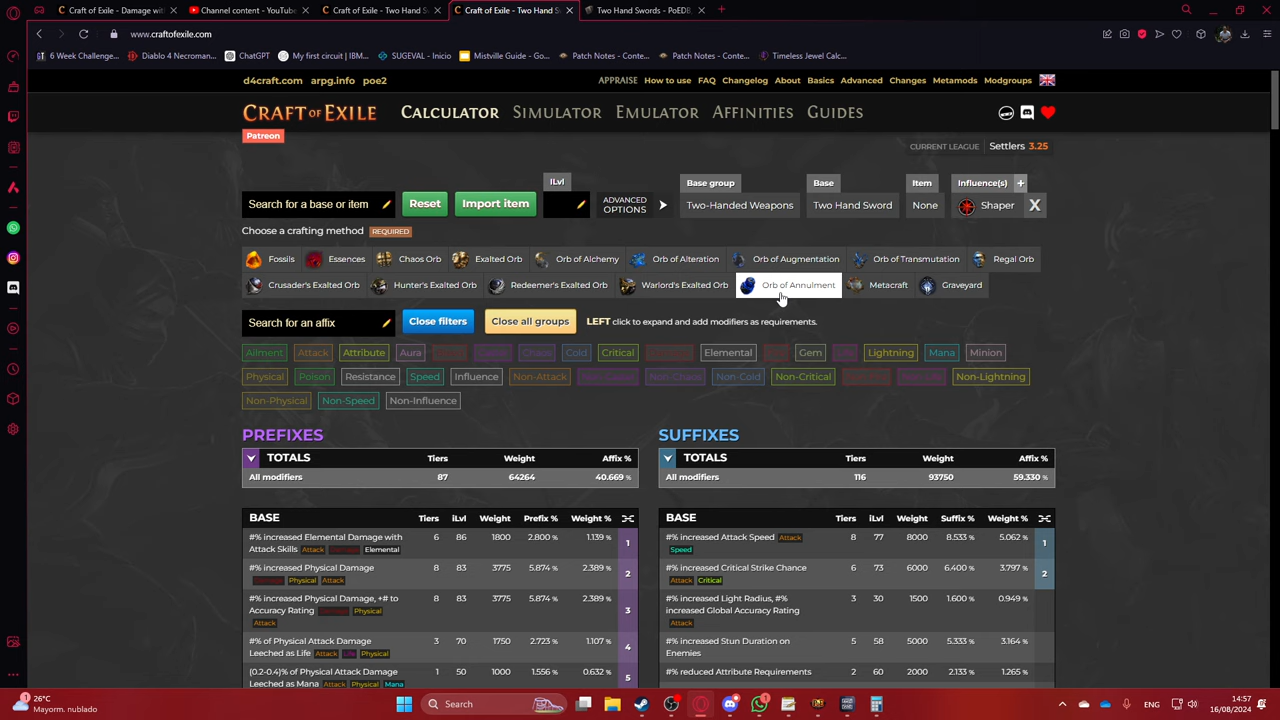 Craft of Exile - Damage with
Channel content - YouTube
Craft of Exile - Two Hand S
Craft of Exile - Two Hand S
Two Hand Swords - PoEDB,
www.craftofexile.com
6 Week Challenge...
Diablo 4 Necroman...
ChatGPT
My first circuit | IBM...
SUGEVAL - Inicio
Mistville Guide - Go...
Patch Notes - Conte...
Patch Notes - Conte...
Timeless Jewel Calc...
d4craft.com arpg.info poe2
APPRAISE How to use FAQ Changelog About Basics Advanced Changes Metamods Modgroups
CRAFT OF EXILE
CALCULATOR SIMULATOR EMULATOR AFFINITIES GUIDES
Patreon
CURRENT LEAGUE Settlers 3.25
iLvl
Base group
Base
Item
Influence(s) +
Search for a base or item
Reset
Import item
ADVANCED
OPTIONS
Two-Handed Weapons
Two Hand Sword
None
Shaper
X
Choose a crafting method REQUIRED
Fossils Essences Chaos Orb Exalted Orb Orb of Alchemy Orb of Alteration Orb of Augmentation Orb of Transmutation Regal Orb
Crusader's Exalted Orb Hunter's Exalted Orb Redeemer's Exalted Orb Warlord's Exalted Orb Orb of Annulment Metacraft Graveyard
Search for an affix
Close filters
Close all groups
LEFT click to expand and add modifiers as requirements.
Ailment Attack Attribute Aura Chaos Cold Critical Elemental Gem Lightning Mana Minion
Physical Poison Resistance Speed Influence Non-Attack Non-Chaos Non-Cold Non-Critical Non-Lightning
Non-Physical Non-Speed Non-Influence
PREFIXES
TOTALS Tiers Weight Affix %
All modifiers 87 64264 40.669 %
BASE Tiers iLvl Weight Prefix % Weight %
#% increased Elemental Damage with
Attack Skills Attack Damage Elemental
6 86 1800 2.800 % 1.139 % 1
#% increased Physical Damage
Damage Physical Attack
8 83 3775 5.874 % 2.389 % 2
#% increased Physical Damage, +# to
Accuracy Rating Damage Physical
Attack
8 83 3775 5.874 % 2.389 % 3
#% of Physical Attack Damage
Leeched as Life Attack Life Physical
3 70 1750 2.723 % 1.107 % 4
(0.2-0.4)% of Physical Attack Damage
Leeched as Mana Attack Physical Mana
1 50 1000 1.556 % 0.632 % 5
SUFFIXES
TOTALS Tiers Weight Affix %
All modifiers 116 93750 59.330 %
BASE Tiers iLvl Weight Suffix % Weight %
#% increased Attack Speed Attack
Speed
8 77 8000 8.533 % 5.062 % 1
#% increased Critical Strike Chance
Attack Critical
6 73 6000 6.400 % 3.797 % 2
#% increased Light Radius, #%
increased Global Accuracy Rating
Attack
3 30 1500 1.600 % 0.949 %
#% increased Stun Duration on
Enemies
5 58 5000 5.333 % 3.164 %
#% reduced Attribute Requirements
2 60 2000 2.133 % 1.265 %
1
26°C
Mayorm. nublado
Search
1
ENG
14:57
16/08/2024